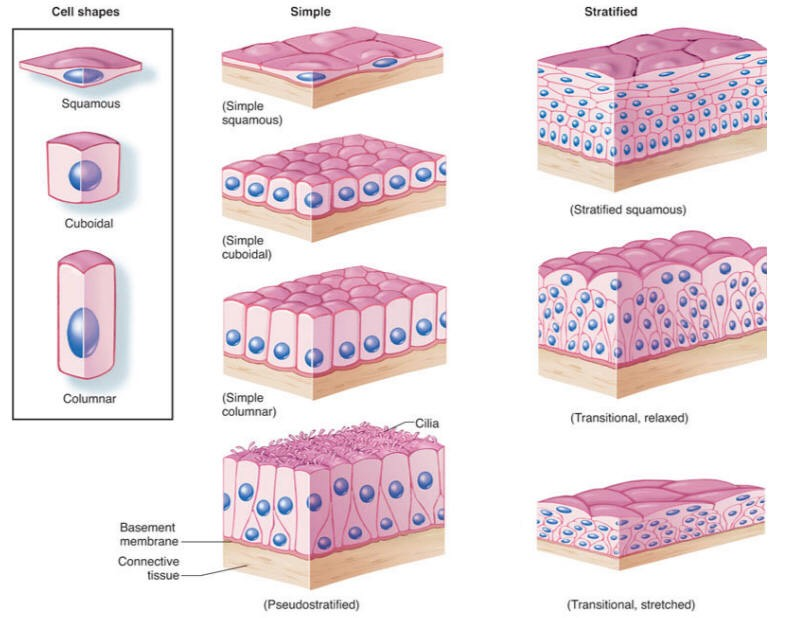 Cell shapes
Squamous
Cuboidal
Columnar
Simple
(Simple
squamous)
(Simple
cuboidal)
(Simple
columnar)
Cilia
Basement
membrane
Connective
tissue
(Pseudostratified)
Stratified
(Stratified squamous)
(Transitional, relaxed)
(Transitional, stretched)